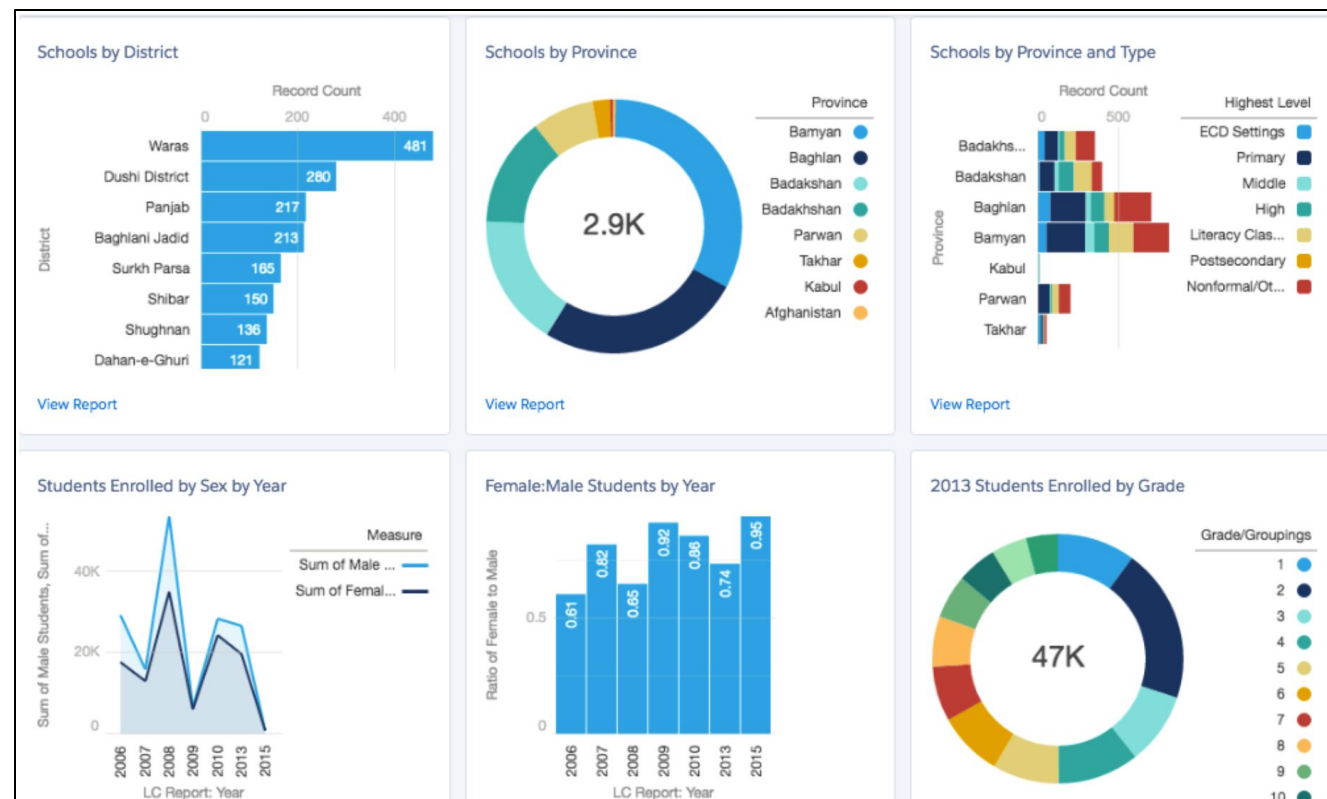 Schools by District
Record Count
0 200 400
District
Waras 481
Dushi District 280
Panjab 217
Baghlani Jadid 213
Surkh Parsa 165
Shibar 150
Shughnan 136
Dahan-e-Ghuri 121
View Report
Schools by Province
2.9K
Province
Bamyan
Baghlan
Badakshan
Badakhshan
Parwan
Takhar
Kabul
Afghanistan
View Report
Schools by Province and Type
Record Count
0 500
Province
Badakhs...
Badakshan
Baghlan
Bamyan
Kabul
Parwan
Takhar
Highest Level
ECD Settings
Primary
Middle
High
Literacy Clas...
Postsecondary
Nonformal/Ot...
View Report
Students Enrolled by Sex by Year
Sum of Male Students, Sum of...
40K
20K
0
2006 2007 2008 2009 2010 2013 2015
LC Report: Year
Measure
Sum of Male ...
Sum of Femal...
Female:Male Students by Year
Ratio of Female to Male
0.5
0
0.61 0.82 0.65 0.92 0.86 0.74 0.95
2006 2007 2008 2009 2010 2013 2015
LC Report: Year
2013 Students Enrolled by Grade
47K
Grade/Groupings
1
2
3
4
5
6
7
8
9
10